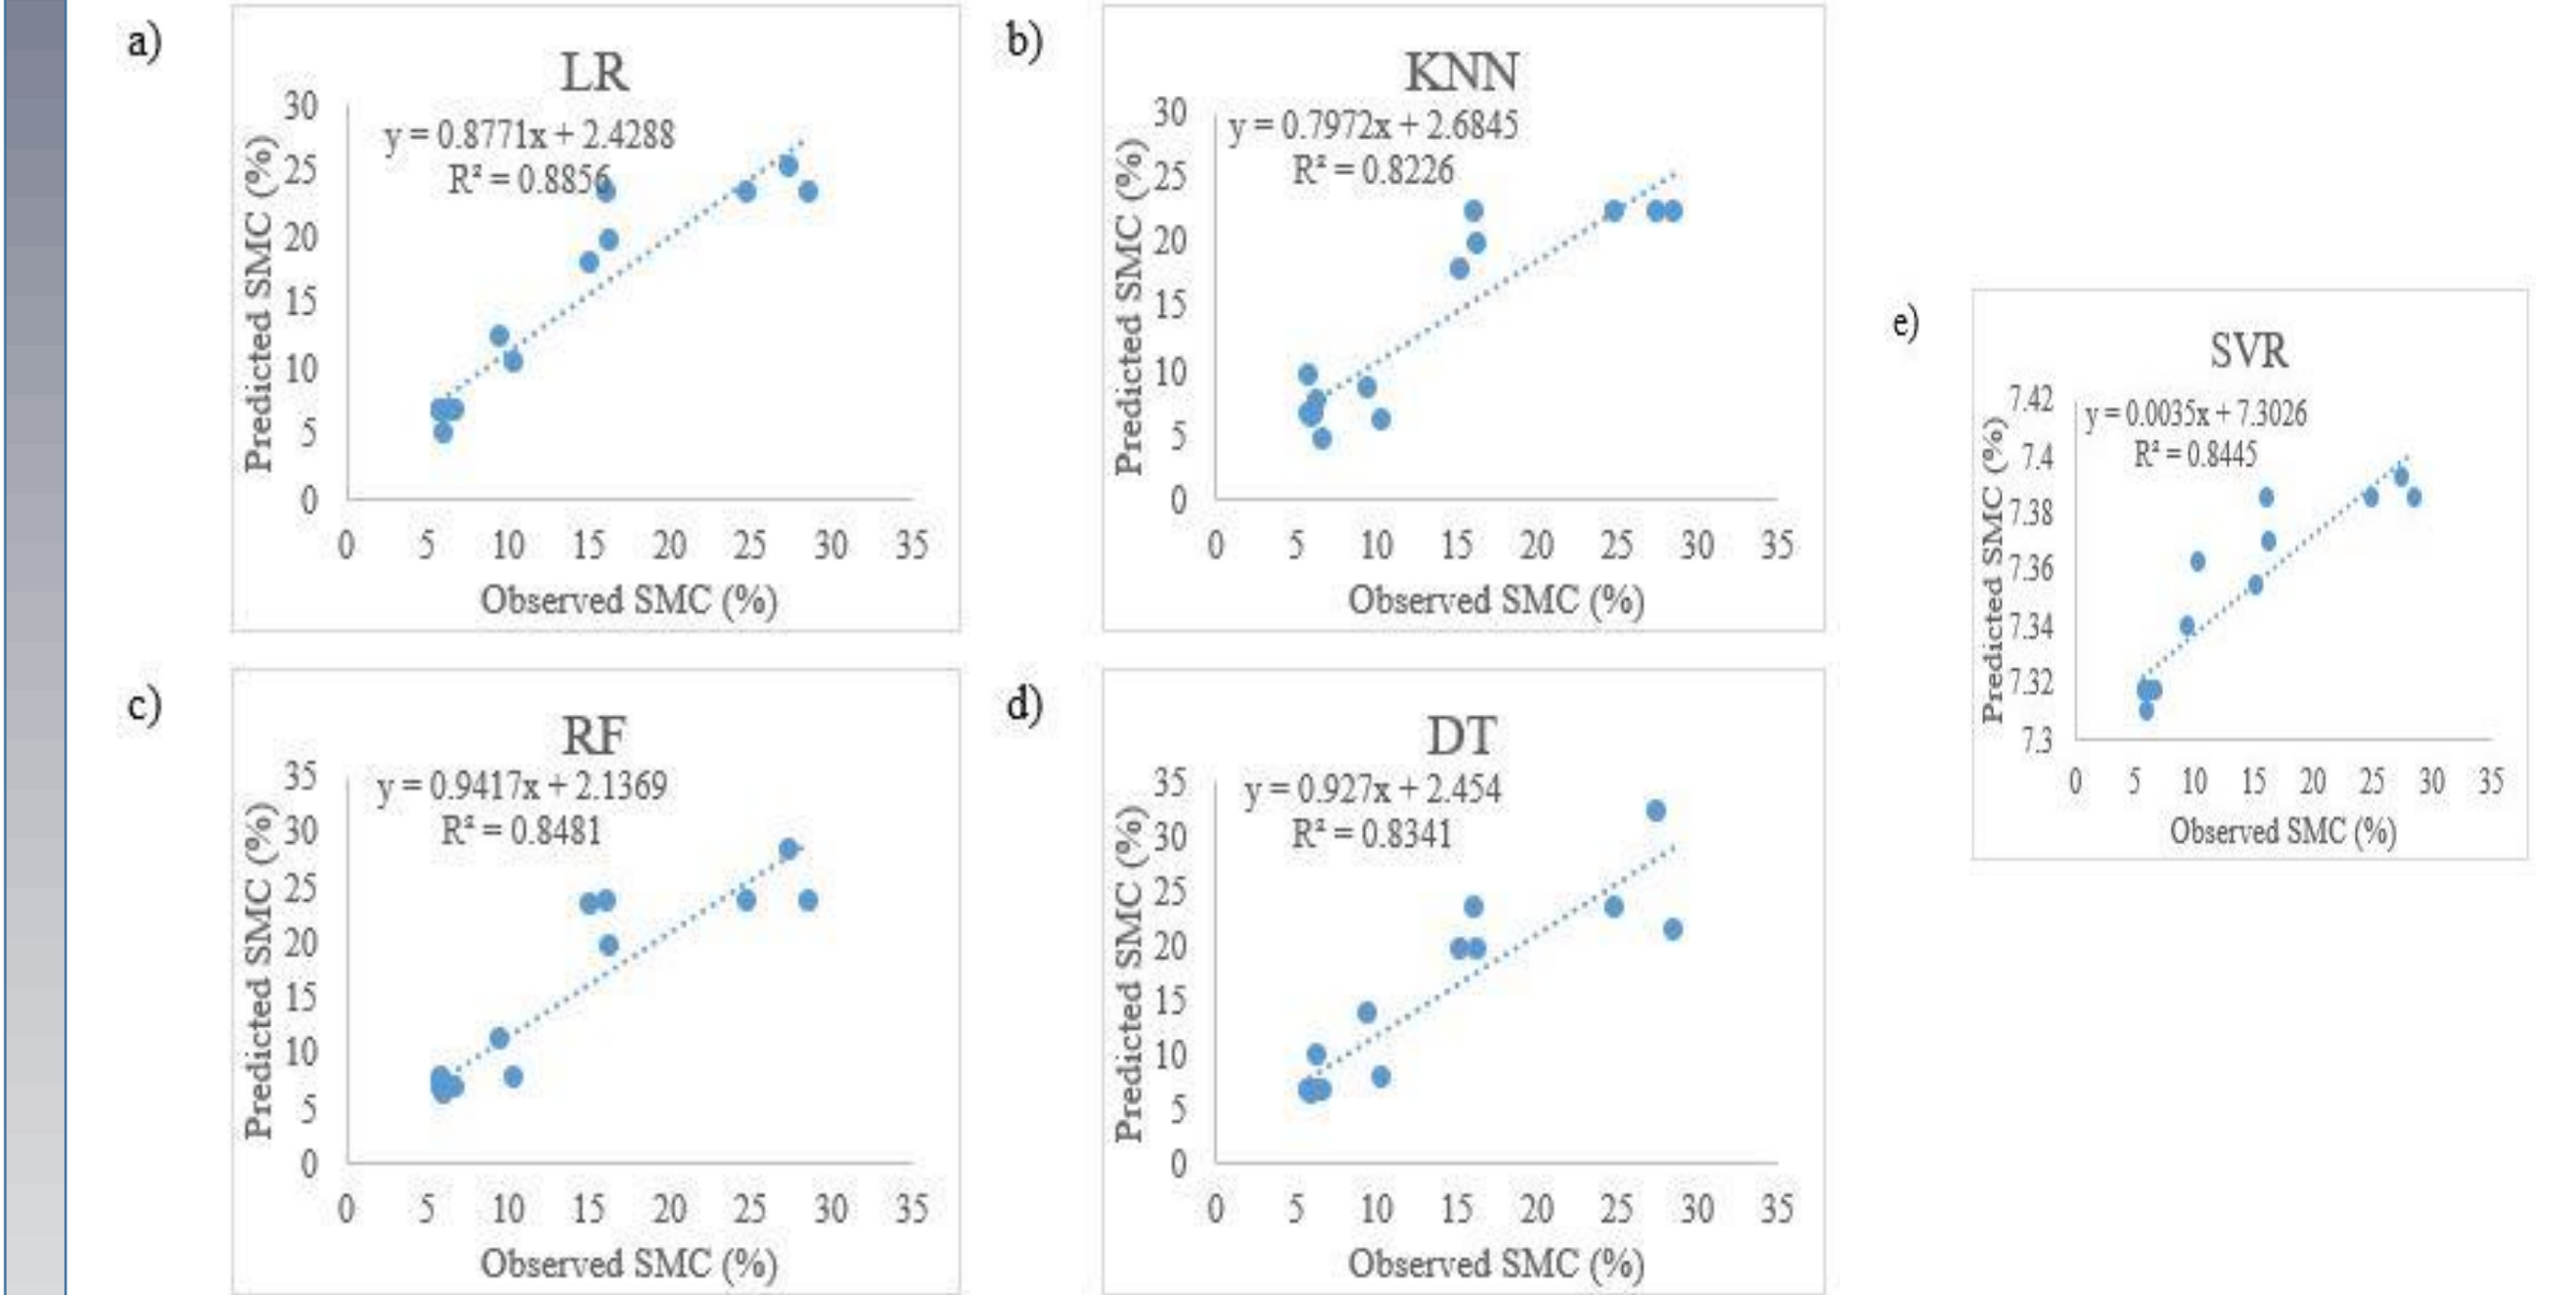 a)
LR
y = 0.8771x + 2.4288
R² = 0.8856
30
25
20
15
10
5
0
Predicted SMC (%)
0 5 10 15 20 25 30 35
Observed SMC (%)
b)
KNN
y = 0.7972x + 2.6845
R² = 0.8226
30
25
20
15
10
5
0
Predicted SMC (%)
0 5 10 15 20 25 30 35
Observed SMC (%)
c)
RF
y = 0.9417x + 2.1369
R² = 0.8481
35
30
25
20
15
10
5
0
Predicted SMC (%)
0 5 10 15 20 25 30 35
Observed SMC (%)
d)
DT
y = 0.927x + 2.454
R² = 0.8341
35
30
25
20
15
10
5
0
Predicted SMC (%)
0 5 10 15 20 25 30 35
Observed SMC (%)
e)
SVR
y = 0.0035x + 7.3026
R² = 0.8445
7.42
7.4
7.38
7.36
7.34
7.32
7.3
Predicted SMC (%)
0 5 10 15 20 25 30 35
Observed SMC (%)